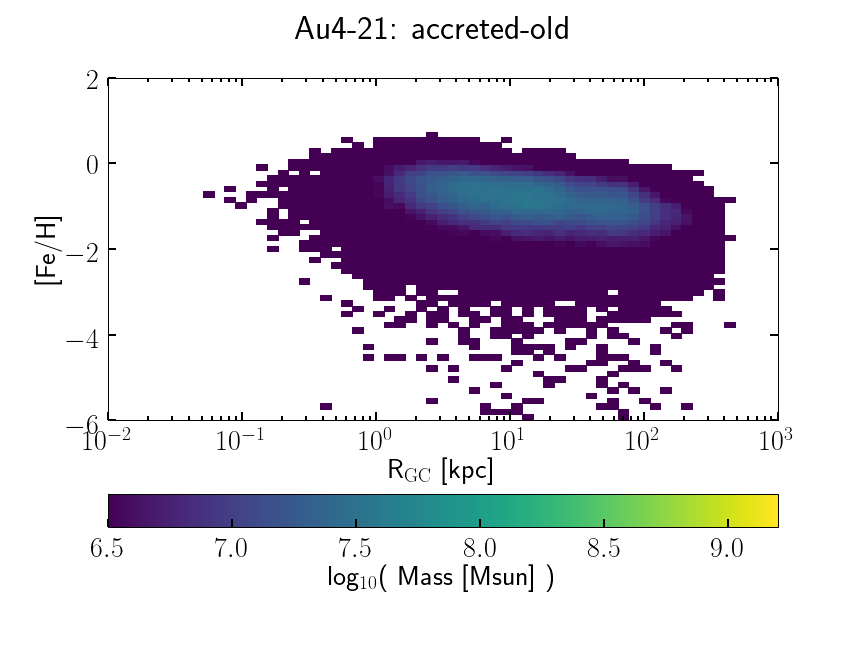 Au4-21: accreted-old
2
0
−2
−4
−6
[Fe/H]
10⁻² 10⁻¹ 10⁰ 10¹ 10² 10³
R_GC [kpc]
6.5 7.0 7.5 8.0 8.5 9.0
log₁₀( Mass [Msun] )